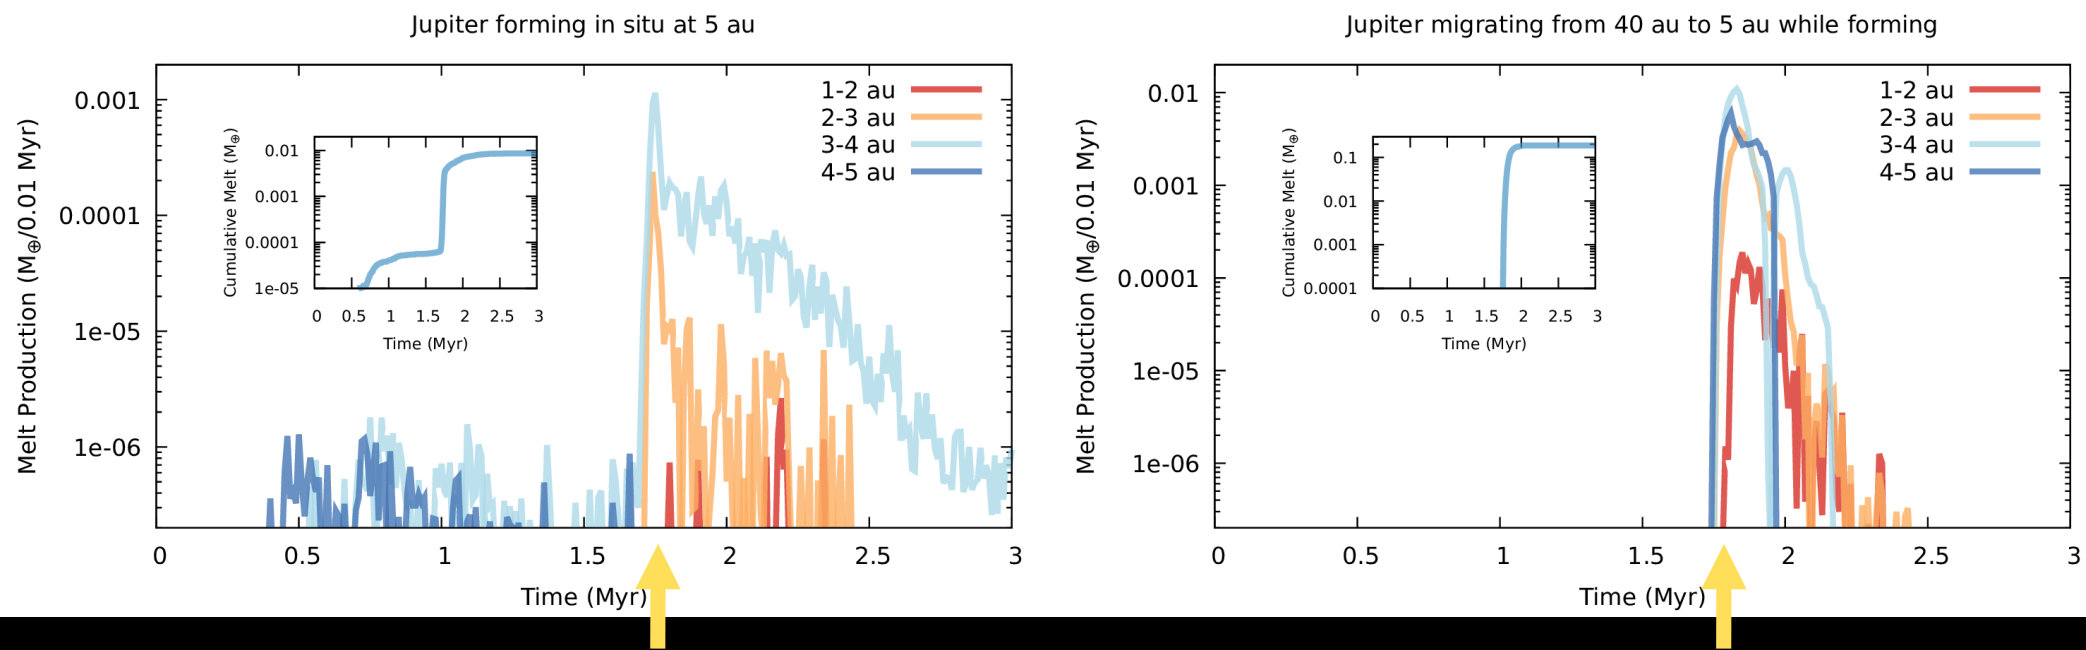 Jupiter forming in situ at 5 au
Melt Production (M⊕/0.01 Myr)
0.001
0.0001
1e-05
1e-06
0 0.5 1 1.5 2 2.5 3
Time (Myr)
1-2 au
2-3 au
3-4 au
4-5 au
Cumulative Melt (M⊕)
0.01
0.001
0.0001
1e-05
0 0.5 1 1.5 2 2.5 3
Time (Myr)
Jupiter migrating from 40 au to 5 au while forming
Melt Production (M⊕/0.01 Myr)
0.01
0.001
0.0001
1e-05
1e-06
0 0.5 1 1.5 2 2.5 3
Time (Myr)
1-2 au
2-3 au
3-4 au
4-5 au
Cumulative Melt (M⊕)
0.1
0.01
0.001
0.0001
0 0.5 1 1.5 2 2.5 3
Time (Myr)